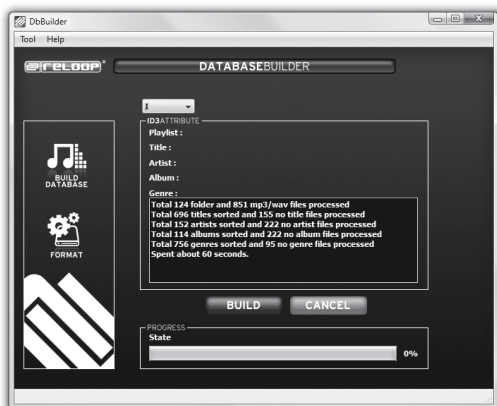 DbBuilder
Tool Help
reloop®
DATABASEBUILDER
I
ID3ATTRIBUTE
Playlist :
Title :
Artist :
Album :
Genre :
Total 124 folder and 851 mp3/wav files processed
Total 696 titles sorted and 155 no title files processed
Total 152 artists sorted and 222 no artist files processed
Total 114 albums sorted and 222 no album files processed
Total 756 genres sorted and 95 no genre files processed
Spent about 60 seconds.
BUILD
DATABASE
FORMAT
BUILD CANCEL
PROGRESS
State
0%